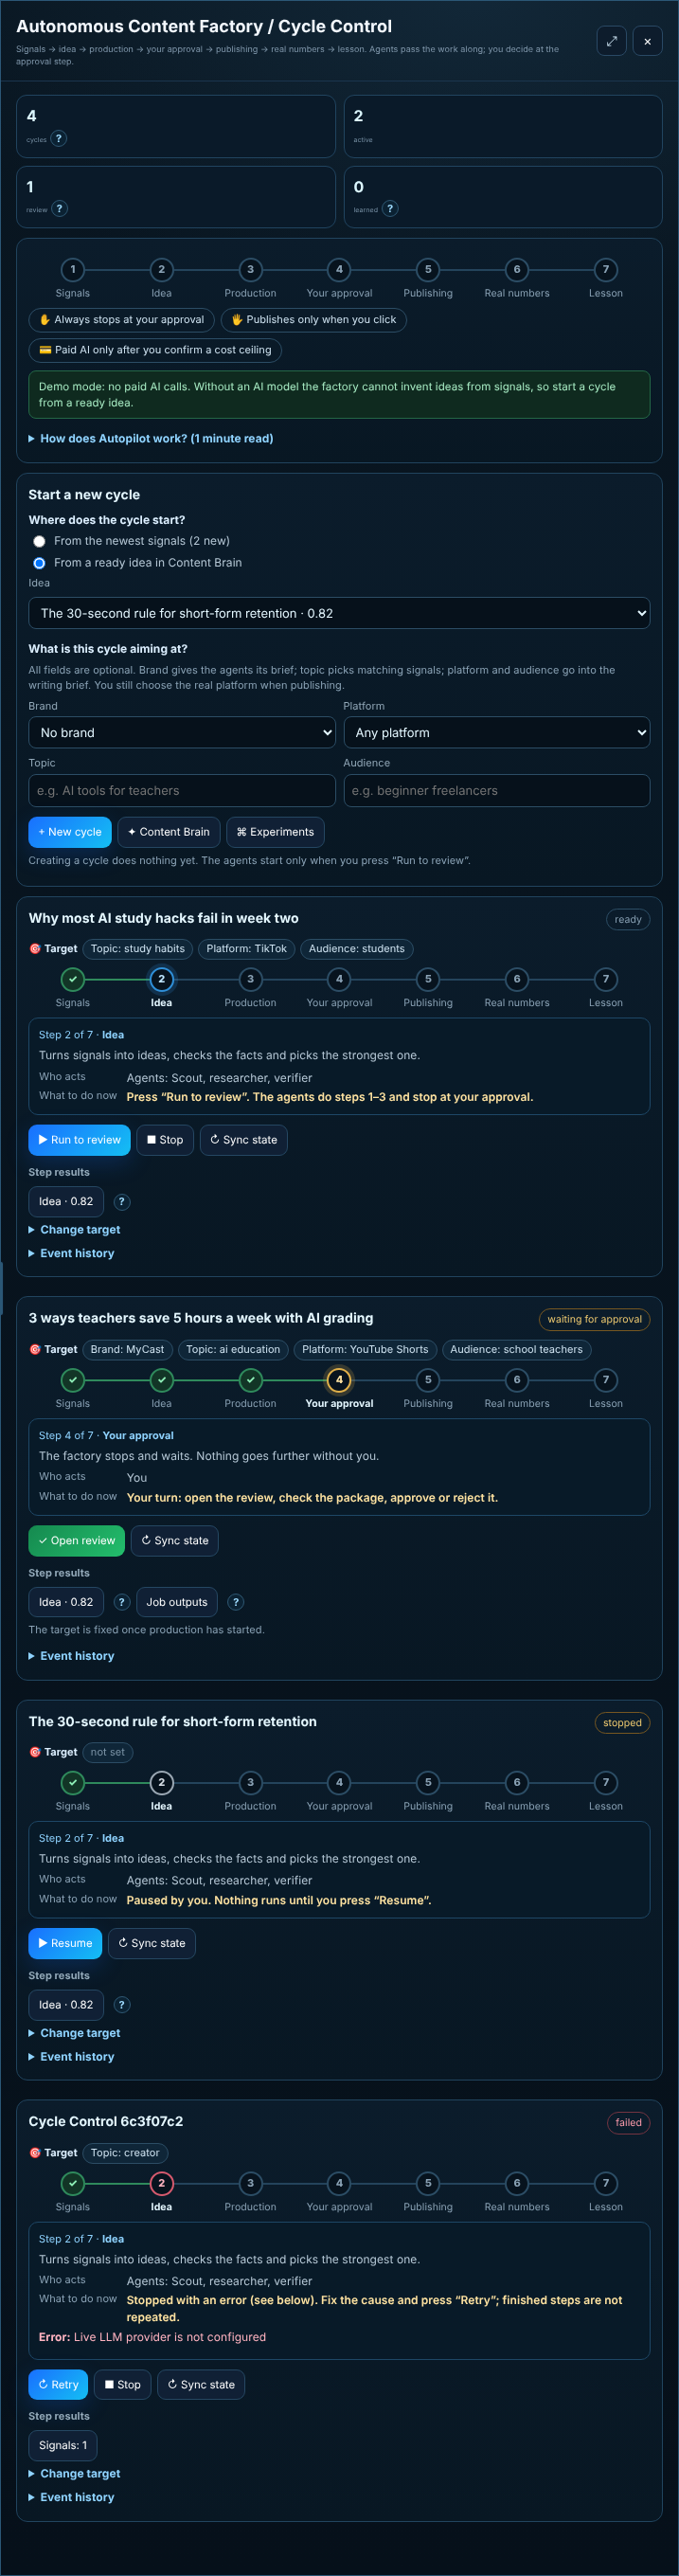 Autonomous Content Factory / Cycle Control
Signals → idea → production → your approval → publishing → real numbers → lesson. Agents pass the work along; you decide at the
approval step.
4
cycles ?
2
active
1
review ?
0
learned ?
1 2 3 4 5 6 7
Signals Idea Production Your approval Publishing Real numbers Lesson
✋ Always stops at your approval
🖐 Publishes only when you click
💳 Paid AI only after you confirm a cost ceiling
Demo mode: no paid AI calls. Without an AI model the factory cannot invent ideas from signals, so start a cycle
from a ready idea.
▶ How does Autopilot work? (1 minute read)
Start a new cycle
Where does the cycle start?
From the newest signals (2 new)
From a ready idea in Content Brain
Idea
The 30-second rule for short-form retention · 0.82
What is this cycle aiming at?
All fields are optional. Brand gives the agents its brief; topic picks matching signals; platform and audience go into the
writing brief. You still choose the real platform when publishing.
Brand Platform
No brand Any platform
Topic Audience
e.g. AI tools for teachers e.g. beginner freelancers
+ New cycle ✦ Content Brain ⌘ Experiments
Creating a cycle does nothing yet. The agents start only when you press “Run to review”.
Why most AI study hacks fail in week two ready
🎯 Target Topic: study habits Platform: TikTok Audience: students
✓ 2 3 4 5 6 7
Signals Idea Production Your approval Publishing Real numbers Lesson
Step 2 of 7 · Idea
Turns signals into ideas, checks the facts and picks the strongest one.
Who acts Agents: Scout, researcher, verifier
What to do now Press “Run to review”. The agents do steps 1–3 and stop at your approval.
▶ Run to review ■ Stop ↻ Sync state
Step results
Idea · 0.82 ?
▶ Change target
▶ Event history
3 ways teachers save 5 hours a week with AI grading waiting for approval
🎯 Target Brand: MyCast Topic: ai education Platform: YouTube Shorts Audience: school teachers
✓ ✓ ✓ 4 5 6 7
Signals Idea Production Your approval Publishing Real numbers Lesson
Step 4 of 7 · Your approval
The factory stops and waits. Nothing goes further without you.
Who acts You
What to do now Your turn: open the review, check the package, approve or reject it.
✓ Open review ↻ Sync state
Step results
Idea · 0.82 ? Job outputs ?
The target is fixed once production has started.
▶ Event history
The 30-second rule for short-form retention stopped
🎯 Target not set
✓ 2 3 4 5 6 7
Signals Idea Production Your approval Publishing Real numbers Lesson
Step 2 of 7 · Idea
Turns signals into ideas, checks the facts and picks the strongest one.
Who acts Agents: Scout, researcher, verifier
What to do now Paused by you. Nothing runs until you press “Resume”.
▶ Resume ↻ Sync state
Step results
Idea · 0.82 ?
▶ Change target
▶ Event history
Cycle Control 6c3f07c2 failed
🎯 Target Topic: creator
✓ 2 3 4 5 6 7
Signals Idea Production Your approval Publishing Real numbers Lesson
Step 2 of 7 · Idea
Turns signals into ideas, checks the facts and picks the strongest one.
Who acts Agents: Scout, researcher, verifier
What to do now Stopped with an error (see below). Fix the cause and press “Retry”; finished steps are not
repeated.
Error: Live LLM provider is not configured
↻ Retry ■ Stop ↻ Sync state
Step results
Signals: 1
▶ Change target
▶ Event history